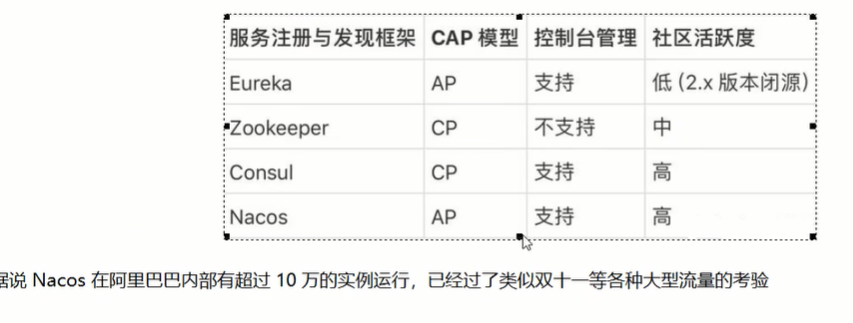 服务注册与发现框架 CAP 模型 控制台管理 社区活跃度
Eureka AP 支持 低 (2.x 版本闭源)
Zookeeper CP 不支持 中
Consul CP 支持 高
Nacos AP 支持 高
据说 Nacos 在阿里巴巴内部有超过 10 万的实例运行，已经过了类似双十一等各种大型流量的考验